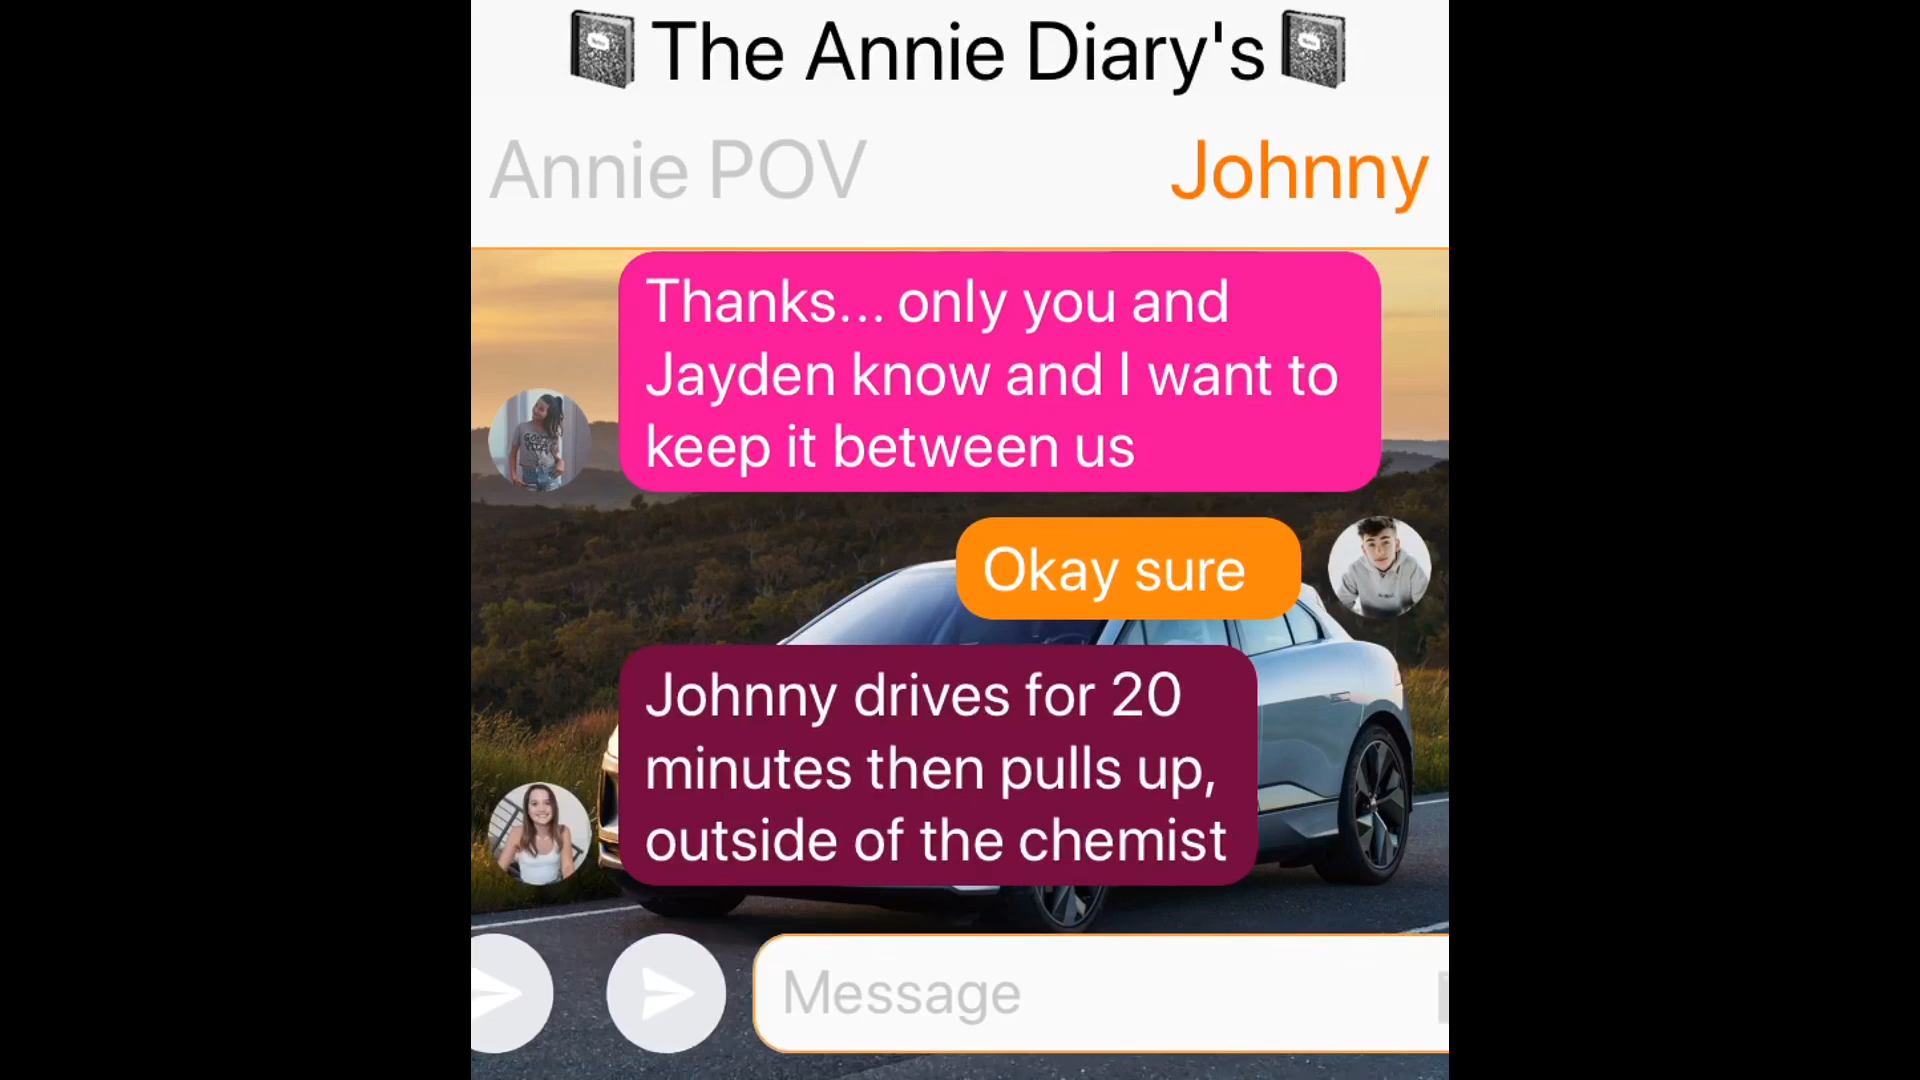 The Annie Diary's
Annie POV
Johnny
Thanks... only you and
Jayden know and I want to
keep it between us
Okay sure
Johnny drives for 20
minutes then pulls up,
outside of the chemist
Message